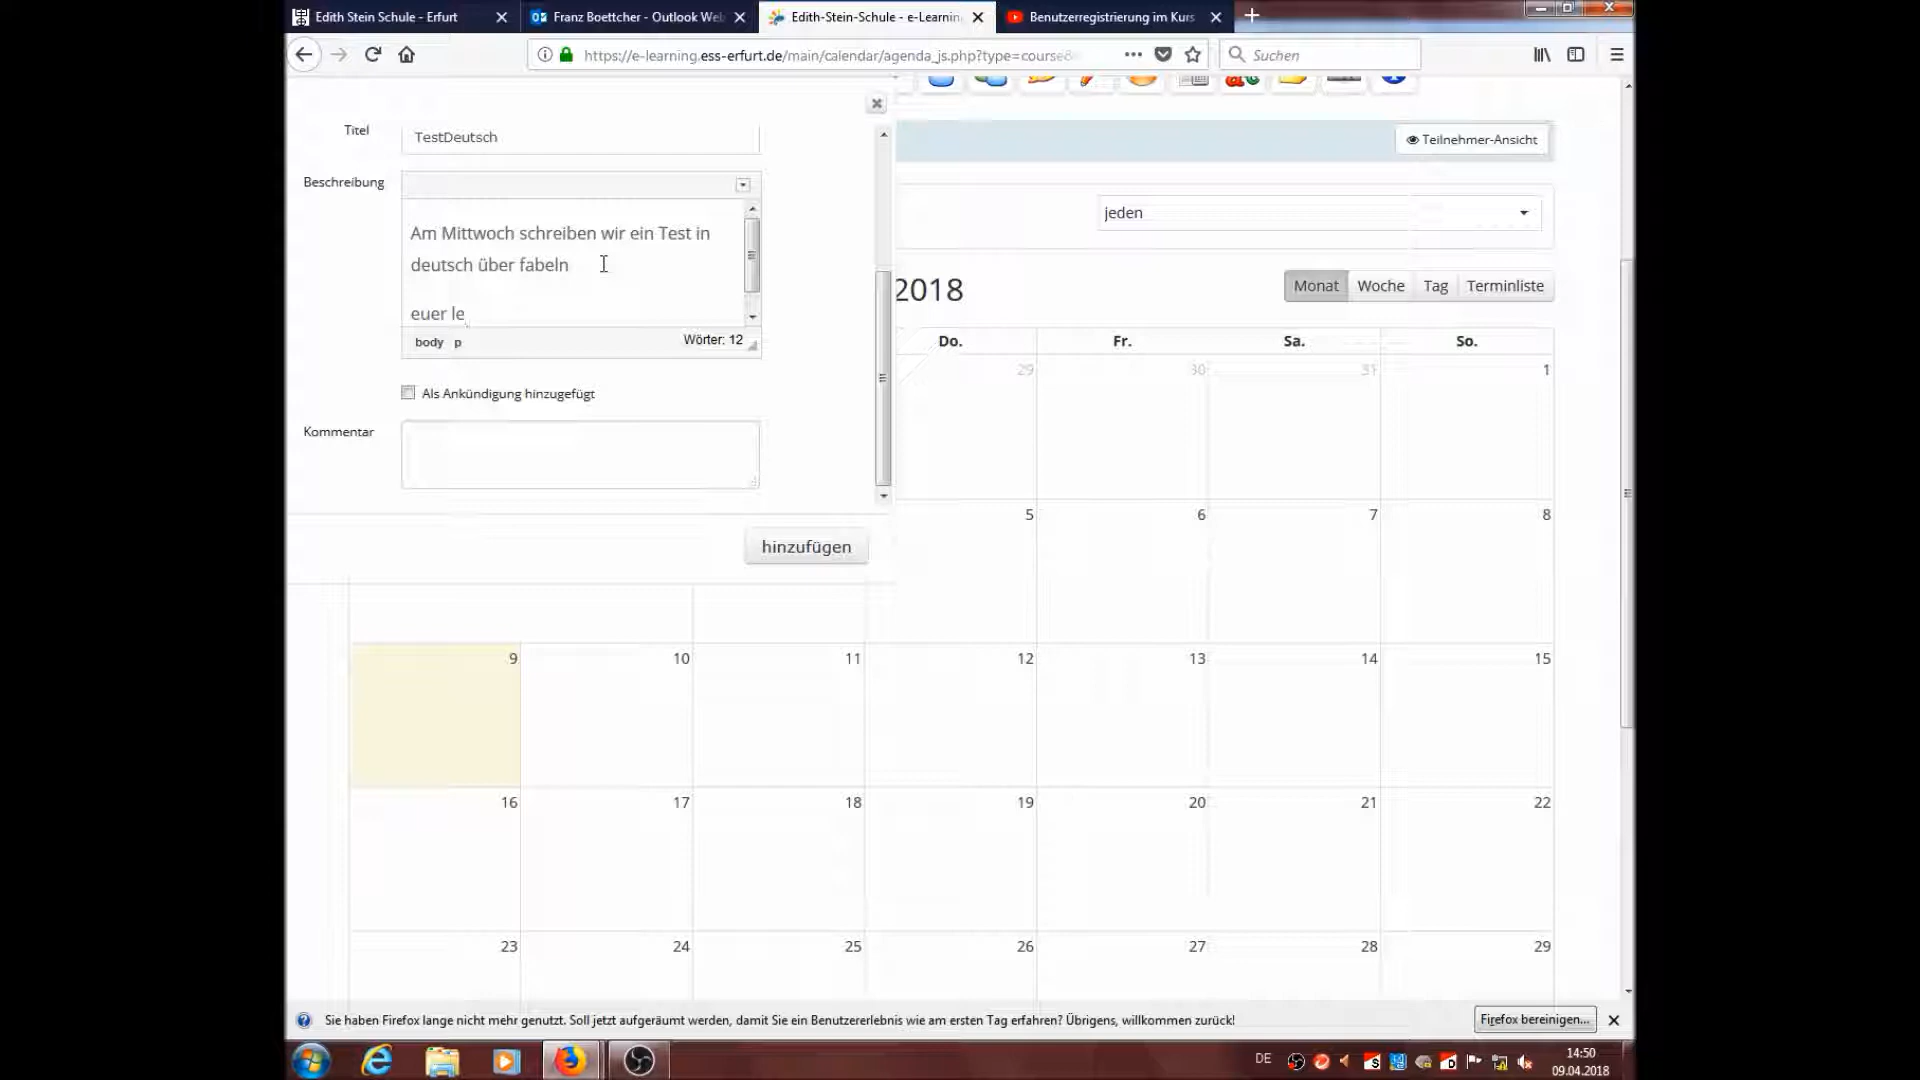 Edith Stein Schule - Erfurt
Franz Boettcher - Outlook Web
Edith-Stein-Schule - e-Learning
Benutzerregistrierung im Kurs
https://e-learning.ess-erfurt.de/main/calendar/agenda_js.php?type=course&
Suchen
Titel
TestDeutsch
Teilnehmer-Ansicht
Beschreibung
Am Mittwoch schreiben wir ein Test in
deutsch über fabeln
euer le
body p
Wörter: 12
jeden
2018
Monat Woche Tag Terminliste
Als Ankündigung hinzugefügt
Kommentar
hinzufügen
Do. Fr. Sa. So.
29 30 31 1
5 6 7 8
9 10 11 12 13 14 15
16 17 18 19 20 21 22
23 24 25 26 27 28 29
Sie haben Firefox lange nicht mehr genutzt. Soll jetzt aufgeräumt werden, damit Sie ein Benutzererlebnis wie am ersten Tag erfahren? Übrigens, willkommen zurück!
Firefox bereinigen...
DE
14:50
09.04.2018